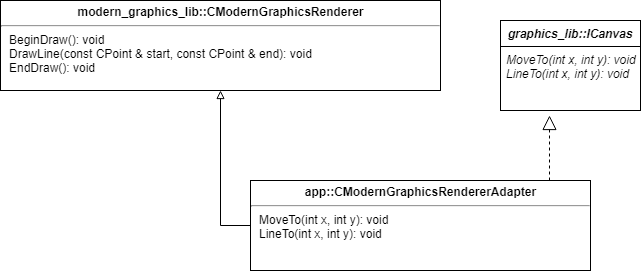 modern_graphics_lib::CModernGraphicsRenderer
BeginDraw(): void
DrawLine(const CPoint & start, const CPoint & end): void
EndDraw(): void
graphics_lib::ICanvas
MoveTo(int x, int y): void
LineTo(int x, int y): void
app::CModernGraphicsRendererAdapter
MoveTo(int x, int y): void
LineTo(int x, int y): void